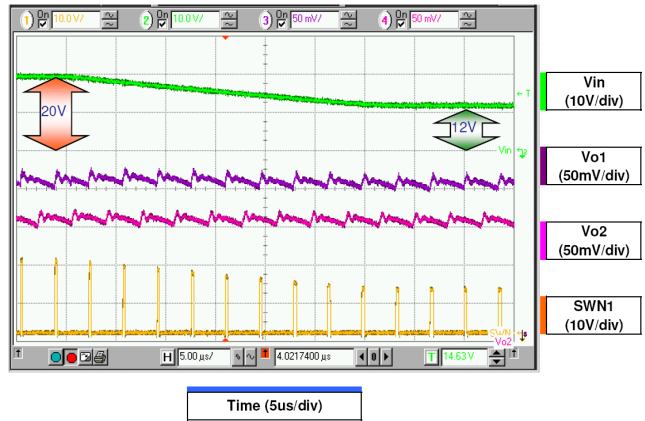 1 On 10.0 V/ 2 On 10.0 V/ 3 On 50 mV/ 4 On 50 mV/
T
20V
12V
Vin
Vin
(10V/div)
Vo1
(50mV/div)
Vo2
(50mV/div)
SWN1
(10V/div)
SWN
Vo2
H 5.00 µs/ 4.0217400 µs 0 T 14.63 V
Time (5us/div)